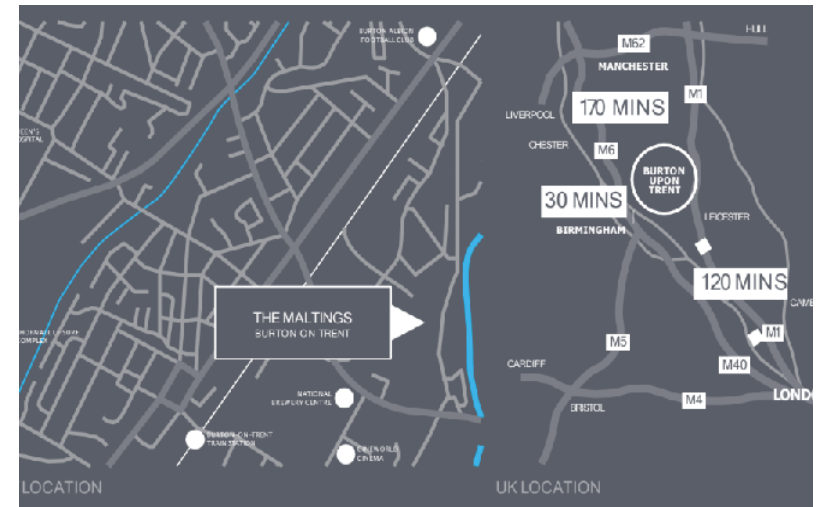 BURTON ALBION
FOOTBALL CLUB
THE MALTINGS
BURTON ON TRENT
NATIONAL
BREWERY CENTRE
BURTON-ON-TRENT
TRAIN STATION
CINEWORLD
CINEMA
LOCATION
HULL
M62
MANCHESTER
M1
170 MINS
LIVERPOOL
CHESTER
M6
BURTON
UPON
TRENT
30 MINS
LEICESTER
BIRMINGHAM
120 MINS
M1
M5
M40
CARDIFF
M4
BRISTOL
UK LOCATION